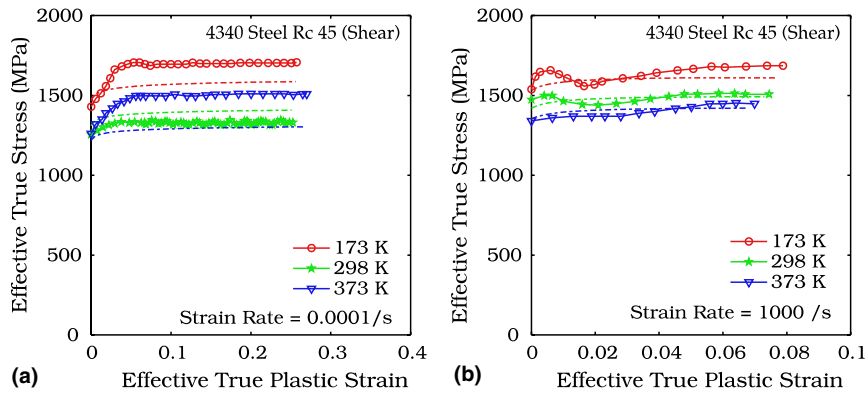 4340 Steel Rc 45 (Shear)
2000
1500
1000
500
0
Effective True Stress (MPa)
173 K
298 K
373 K
Strain Rate = 0.0001/s
0
0.1
0.2
0.3
0.4
(a)
Effective True Plastic Strain
4340 Steel Rc 45 (Shear)
2000
1500
1000
500
0
Effective True Stress (MPa)
173 K
298 K
373 K
Strain Rate = 1000 /s
0
0.02
0.04
0.06
0.08
0.1
(b)
Effective True Plastic Strain